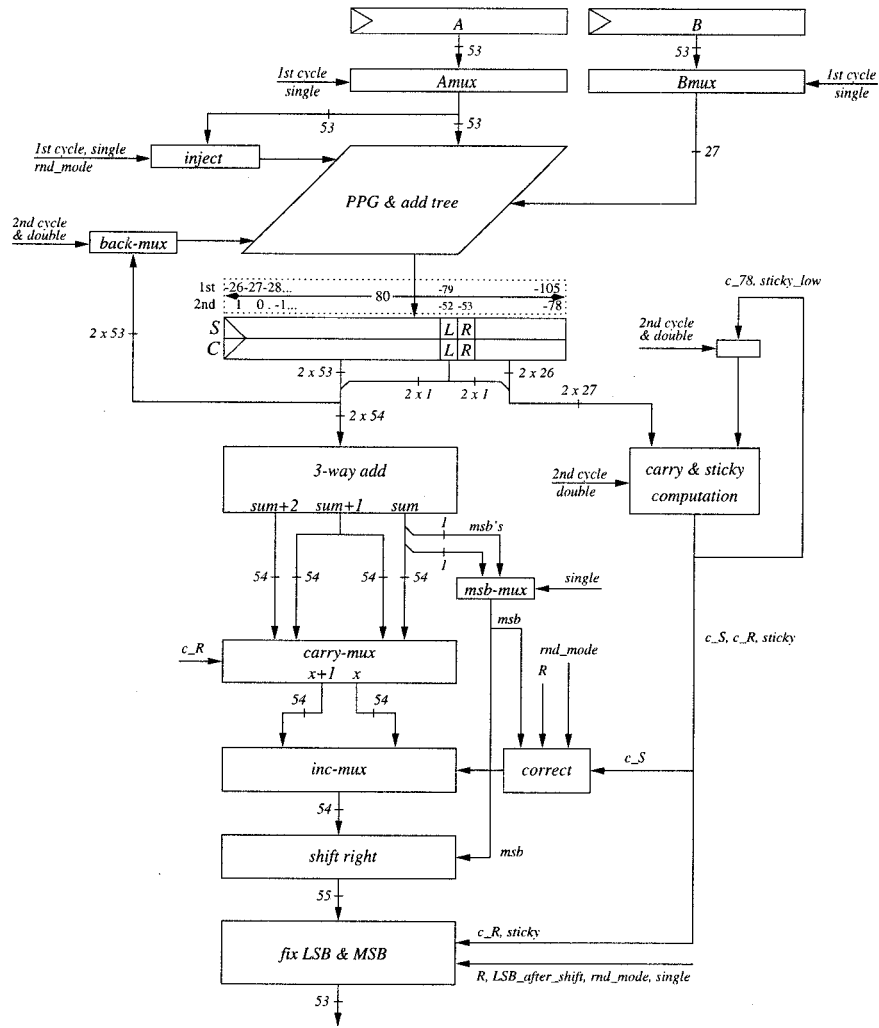 A
B
53
53
1st cycle
single
Amux
Bmux
1st cycle
single
53
53
27
1st cycle, single
rnd_mode
inject
PPG & add tree
2nd cycle
& double
back-mux
1st -26-27-28... -79 -105
80
2nd 1 0 . -1... -52 -53 -78
c_78, sticky_low
2nd cycle
& double
S L R
C L R
2 x 53
2 x 53
2 x 1
2 x 1
2 x 26
2 x 27
2 x 54
3-way add
sum+2 sum+1 sum
2nd cycle
double
carry & sticky
computation
1
msb's
1
54
54
54
54
msb-mux
single
msb
c_S, c_R, sticky
c_R
carry-mux
x+1 x
rnd_mode
R
54
54
inc-mux
correct
c_S
54
shift right
msb
55
fix LSB & MSB
c_R, sticky
R, LSB_after_shift, rnd_mode, single
53